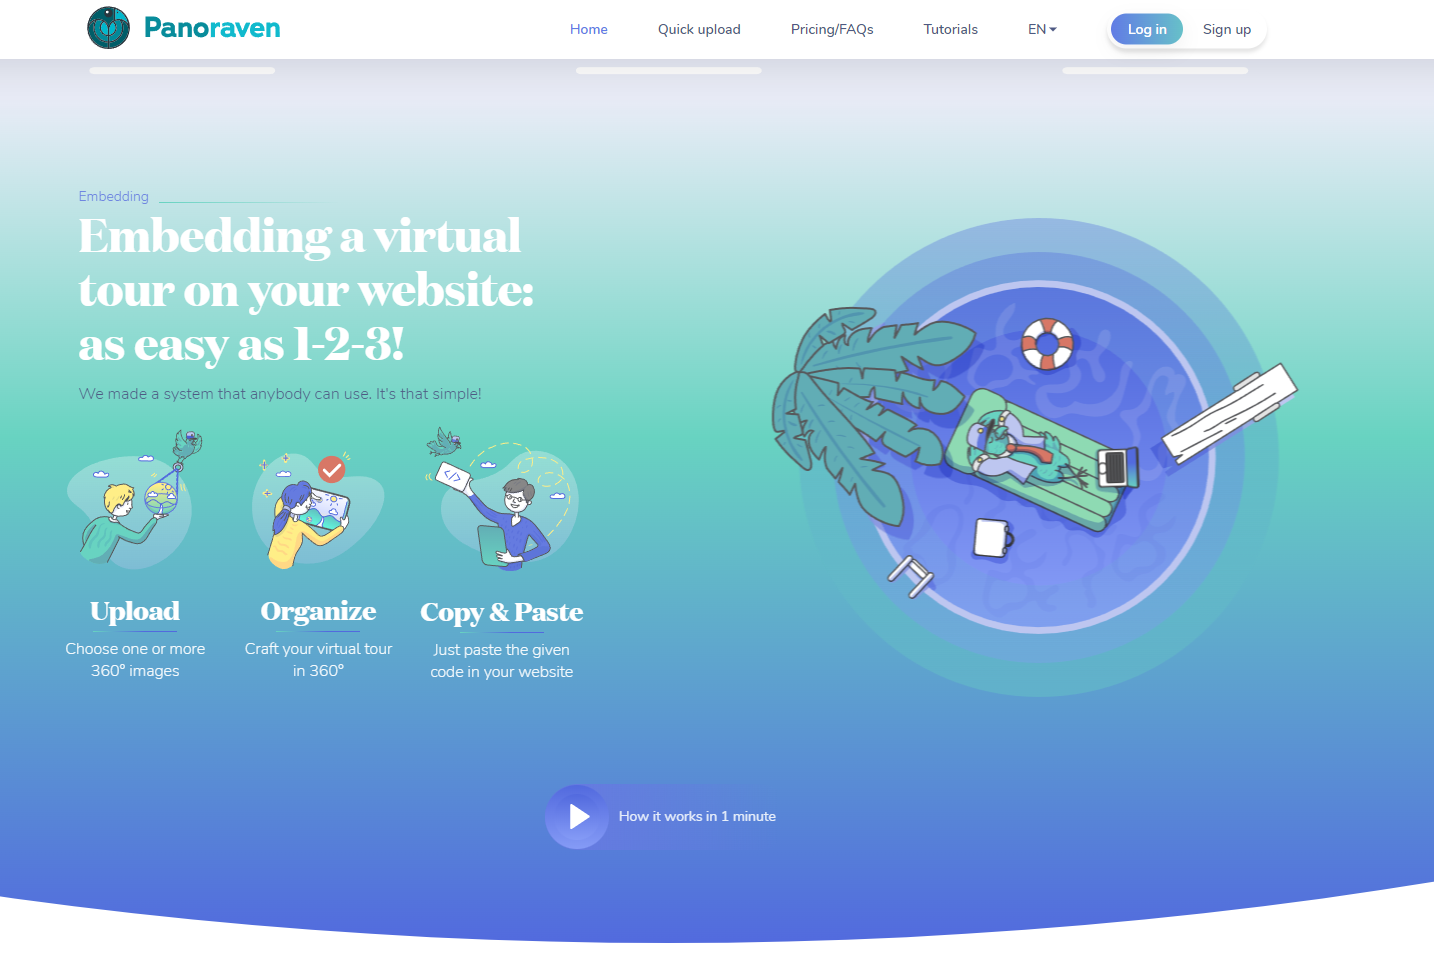 Panoraven
Home
Quick upload
Pricing/FAQs
Tutorials
EN
Log in
Sign up
Embedding
Embedding a virtual
tour on your website:
as easy as 1-2-3!
We made a system that anybody can use. It's that simple!
</>
Upload
Choose one or more
360° images
Organize
Craft your virtual tour
in 360°
Copy & Paste
Just paste the given
code in your website
How it works in 1 minute